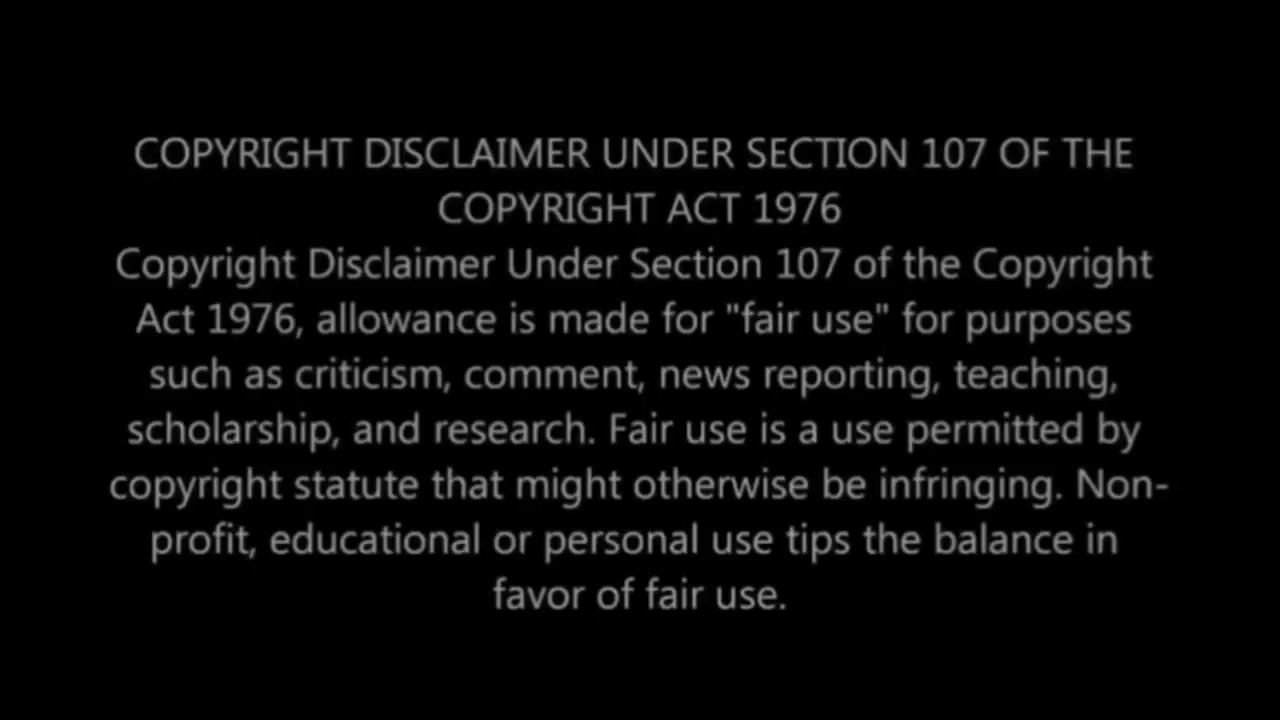 COPYRIGHT DISCLAIMER UNDER SECTION 107 OF THE
COPYRIGHT ACT 1976
Copyright Disclaimer Under Section 107 of the Copyright
Act 1976, allowance is made for "fair use" for purposes
such as criticism, comment, news reporting, teaching,
scholarship, and research. Fair use is a use permitted by
copyright statute that might otherwise be infringing. Non-
profit, educational or personal use tips the balance in
favor of fair use.